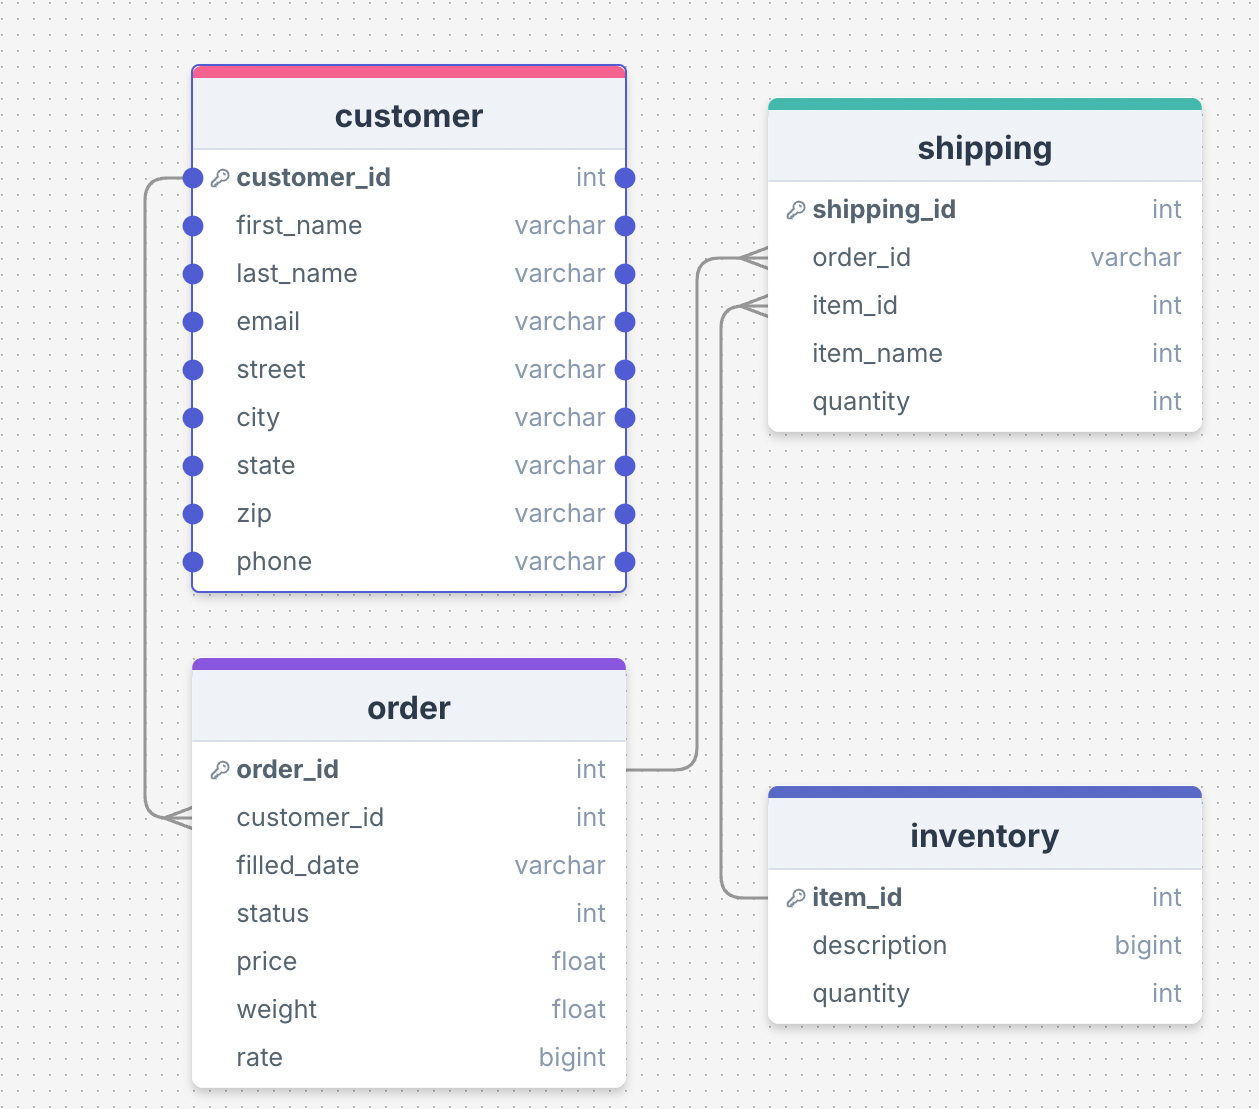 customer
customer_id int
first_name varchar
last_name varchar
email varchar
street varchar
city varchar
state varchar
zip varchar
phone varchar
shipping
shipping_id int
order_id varchar
item_id int
item_name int
quantity int
order
order_id int
customer_id int
filled_date varchar
status int
price float
weight float
rate bigint
inventory
item_id int
description bigint
quantity int